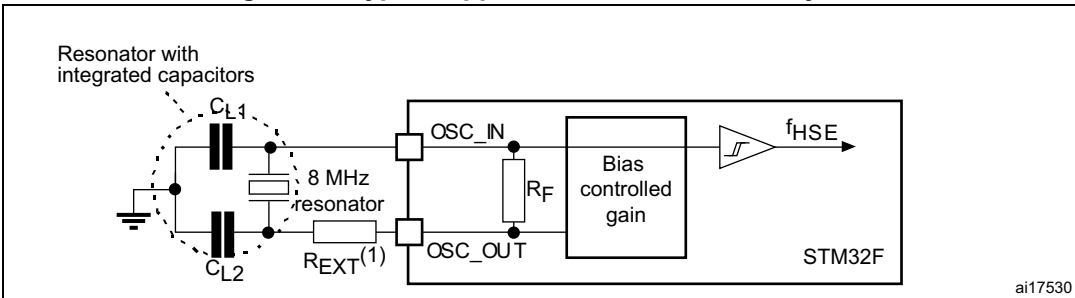 Resonator with
integrated capacitors
CL1
OSC_IN
fHSE
8 MHz
resonator
RF
Bias
controlled
gain
OSC_OUT
STM32F
REXT(1)
CL2
ai17530